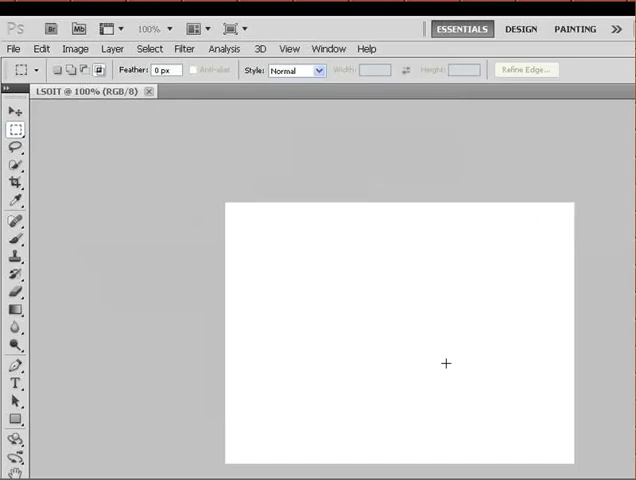 Ps Br Mb 100% ESSENTIALS DESIGN PAINTING
File Edit Image Layer Select Filter Analysis 3D View Window Help
Feather: 0 px Anti-alias Style: Normal Width: Height: Refine Edge...
LSOIT @ 100% (RGB/8)
T